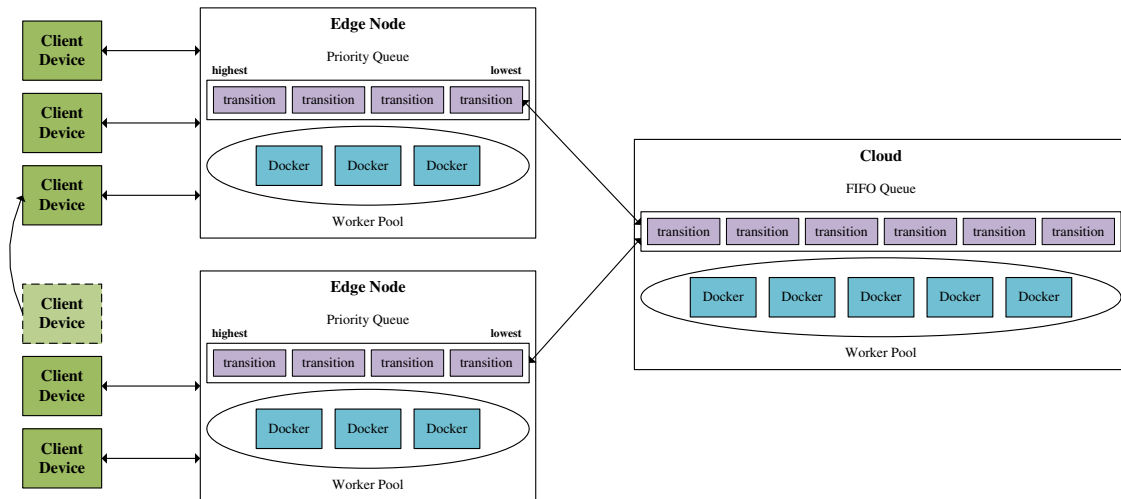 Client
Device
Client
Device
Client
Device
Client
Device
Client
Device
Client
Device
Edge Node
Priority Queue
highest lowest
transition transition transition transition
Docker Docker Docker
Worker Pool
Edge Node
Priority Queue
highest lowest
transition transition transition transition
Docker Docker Docker
Worker Pool
Cloud
FIFO Queue
transition transition transition transition transition transition
Docker Docker Docker Docker Docker
Worker Pool